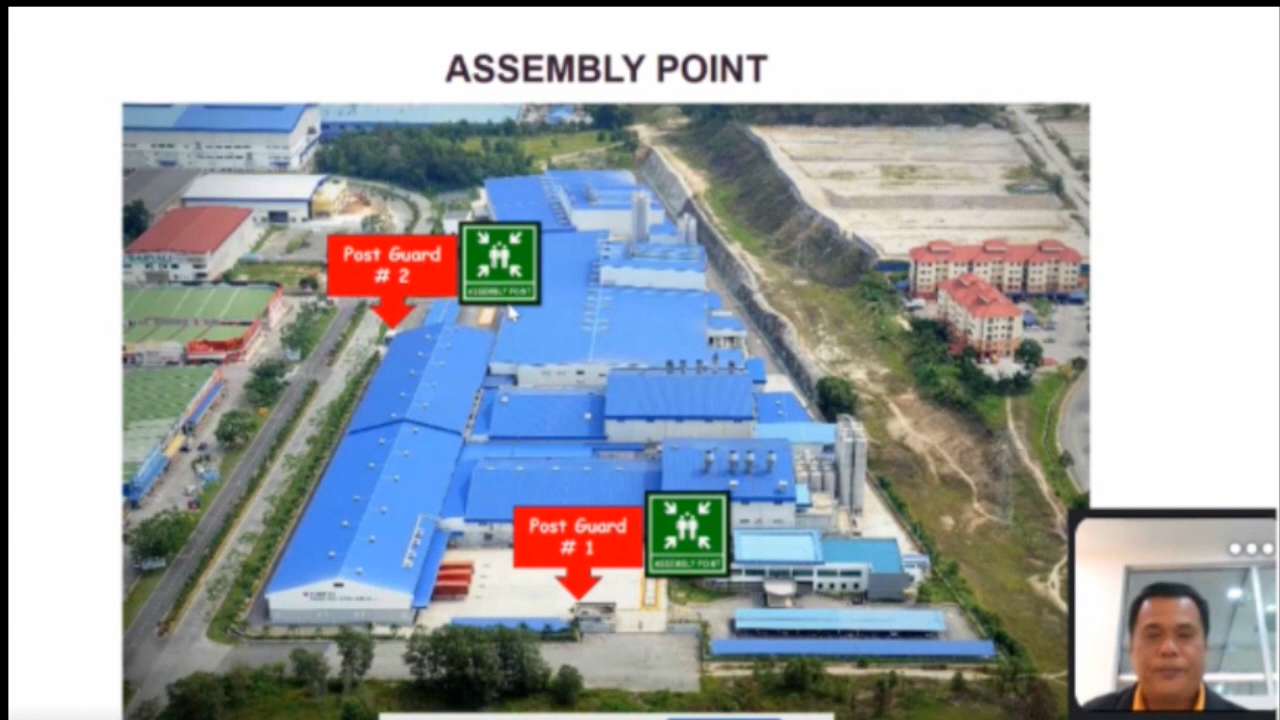 ASSEMBLY POINT
Post Guard
# 2
ASSEMBLY POINT
Post Guard
# 1
ASSEMBLY POINT